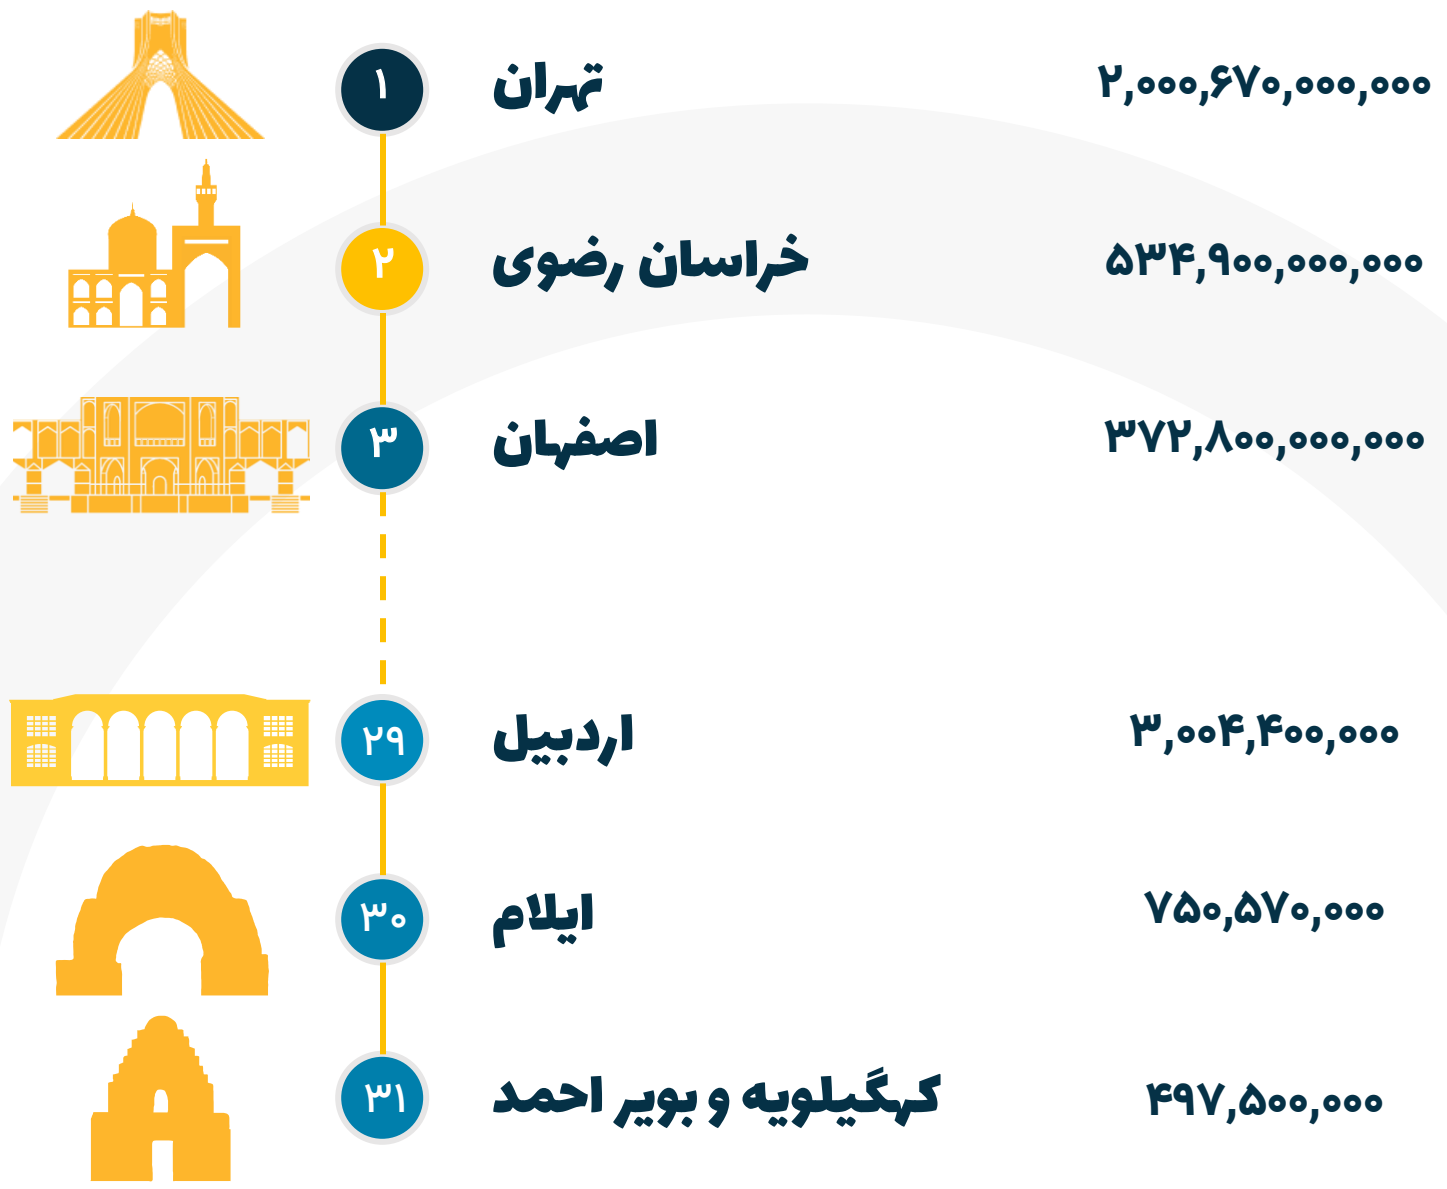 ۱ تهران ۲,۰۰۰,۶۷۰,۰۰۰,۰۰۰
۲ خراسان رضوی ۵۳۴,۹۰۰,۰۰۰,۰۰۰
۳ اصفهان ۳۷۲,۸۰۰,۰۰۰,۰۰۰
۲۹ اردبیل ۳,۰۰۴,۴۰۰,۰۰۰
۳۰ ایلام ۷۵۰,۵۷۰,۰۰۰
۳۱ کهگیلویه و بویر احمد ۴۹۷,۵۰۰,۰۰۰